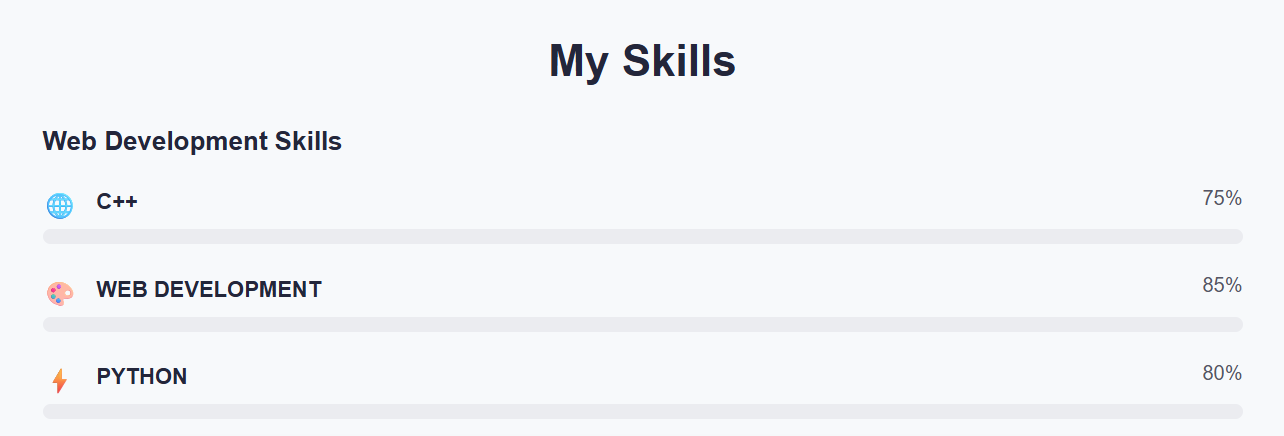 My Skills
Web Development Skills
C++ 75%
WEB DEVELOPMENT 85%
PYTHON 80%